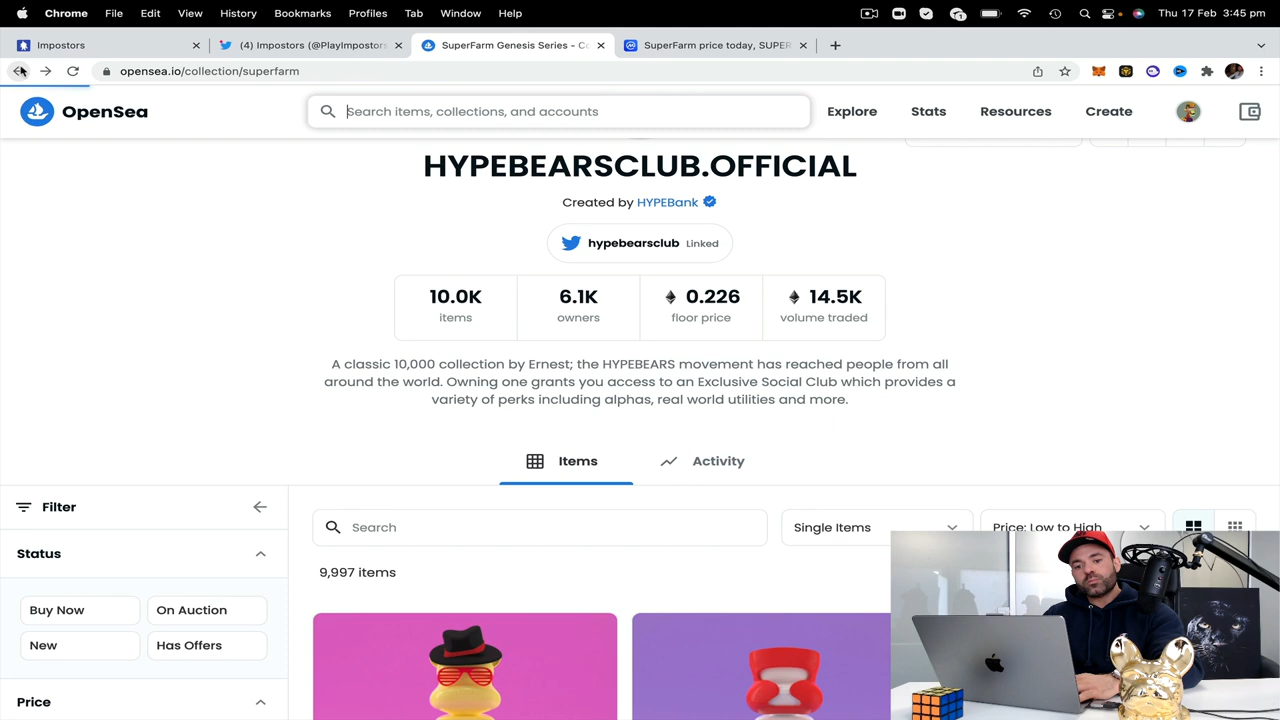 Chrome File Edit View History Bookmarks Profiles Tab Window Help
1
Thu 17 Feb 3:45 pm
Impostors
(4) Impostors (@PlayImpostors
SuperFarm Genesis Series - Co
SuperFarm price today, SUPER
opensea.io/collection/superfarm
OpenSea
Search items, collections, and accounts
Explore Stats Resources Create
HYPEBEARSCLUB.OFFICIAL
Created by HYPEBank
hypebearsclub Linked
10.0K 6.1K 0.226 14.5K
items owners floor price volume traded
A classic 10,000 collection by Ernest; the HYPEBEARS movement has reached people from all
around the world. Owning one grants you access to an Exclusive Social Club which provides a
variety of perks including alphas, real world utilities and more.
Items Activity
Filter
Search
Single Items
Price: Low to High
Status
9,997 items
Buy Now On Auction
New Has Offers
Price